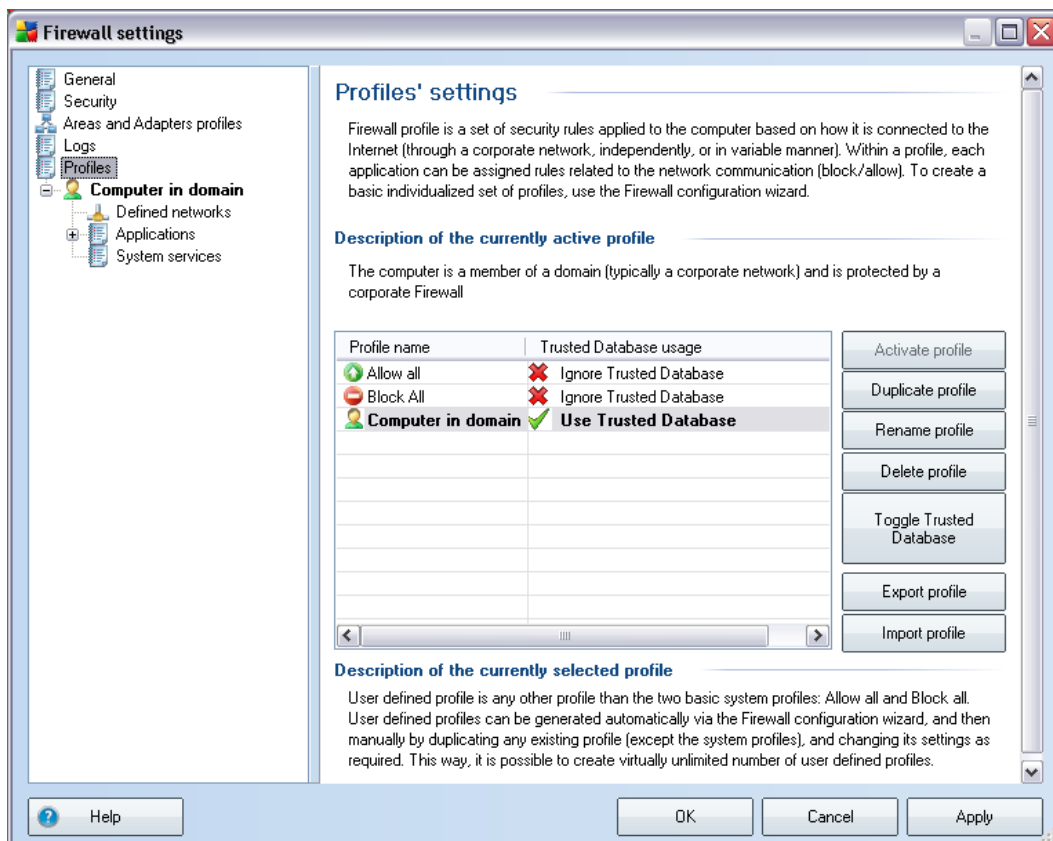 Firewall settings
General
Security
Areas and Adapters profiles
Logs
Profiles
Computer in domain
Defined networks
Applications
System services
Profiles' settings
Firewall profile is a set of security rules applied to the computer based on how it is connected to the
Internet (through a corporate network, independently, or in variable manner). Within a profile, each
application can be assigned rules related to the network communication (block/allow). To create a
basic individualized set of profiles, use the Firewall configuration wizard.
Description of the currently active profile
The computer is a member of a domain (typically a corporate network) and is protected by a
corporate Firewall
Profile name Trusted Database usage
Allow all Ignore Trusted Database
Block All Ignore Trusted Database
Computer in domain Use Trusted Database
Activate profile
Duplicate profile
Rename profile
Delete profile
Toggle Trusted
Database
Export profile
Import profile
Description of the currently selected profile
User defined profile is any other profile than the two basic system profiles: Allow all and Block all.
User defined profiles can be generated automatically via the Firewall configuration wizard, and then
manually by duplicating any existing profile (except the system profiles), and changing its settings as
required. This way, it is possible to create virtually unlimited number of user defined profiles.
Help
OK
Cancel
Apply